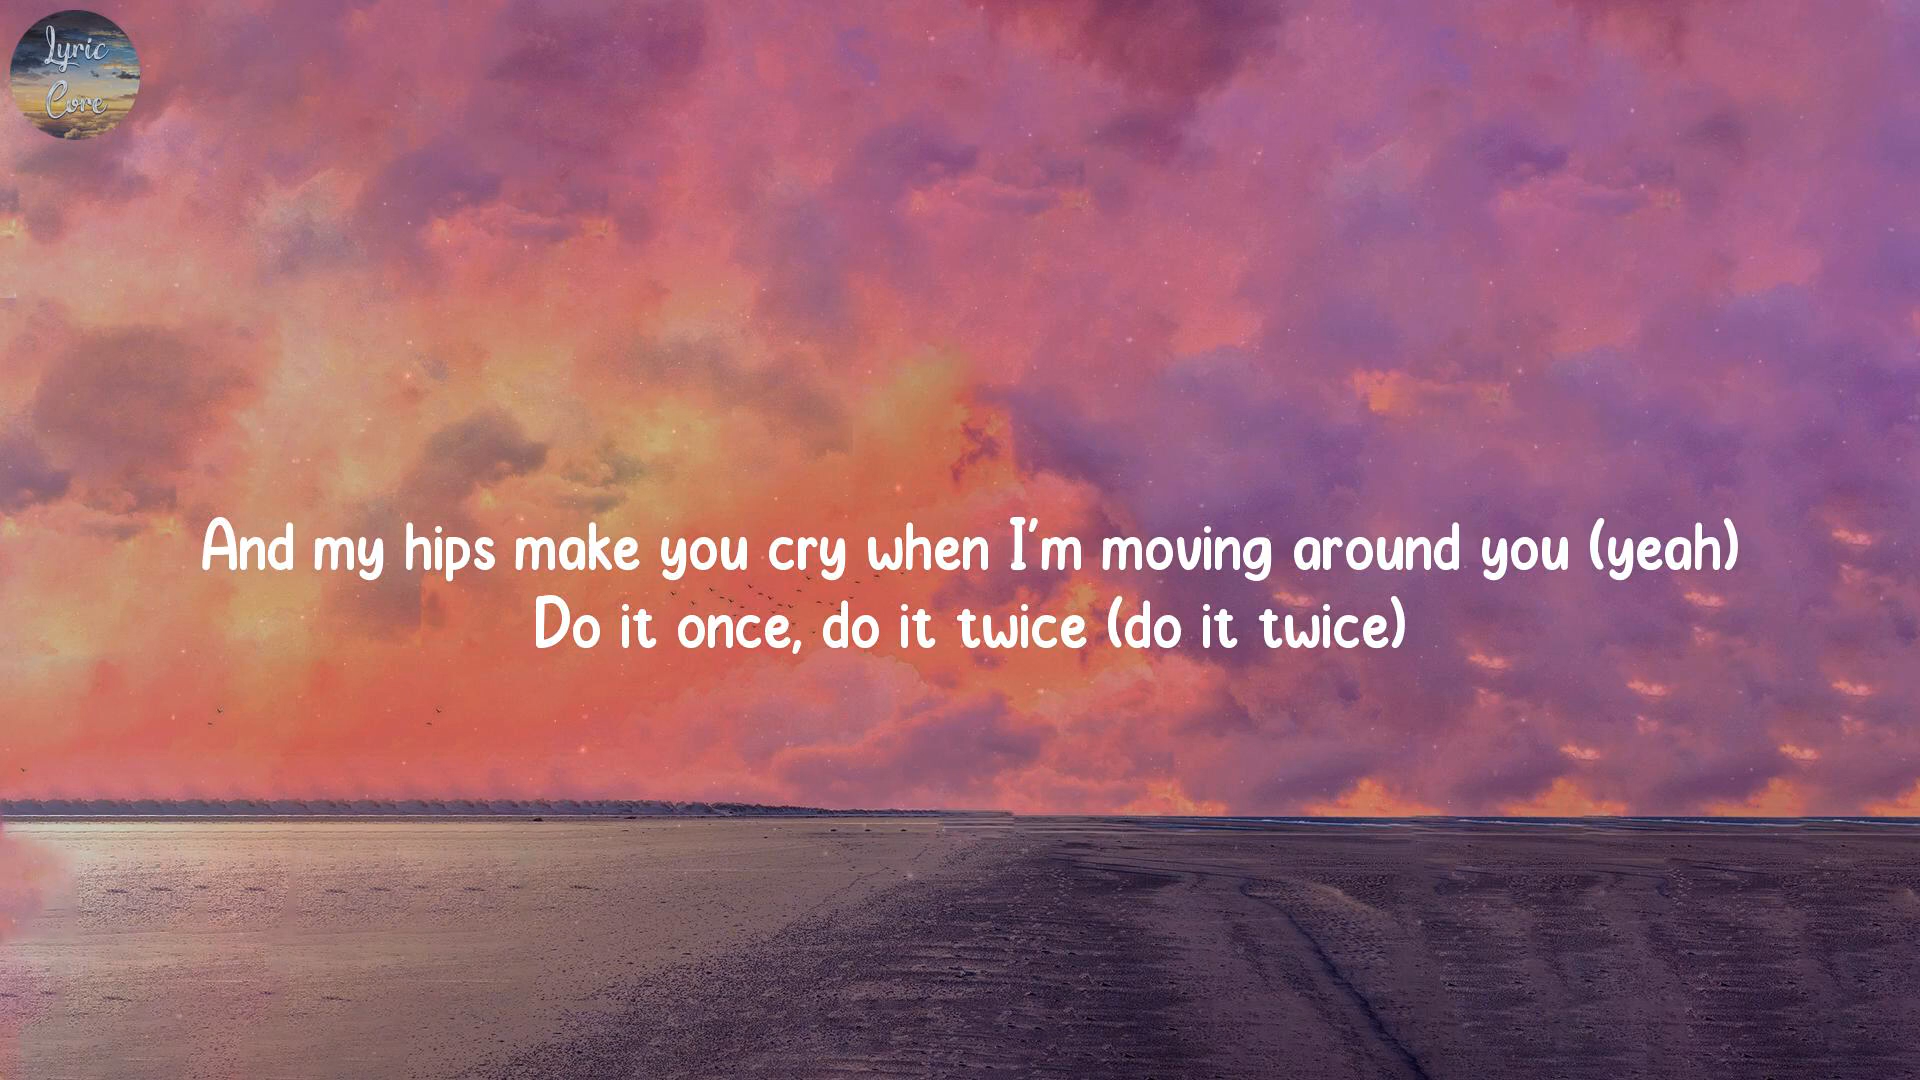 Lyric
Core
And my hips make you cry when I'm moving around you (yeah)
Do it once, do it twice (do it twice)